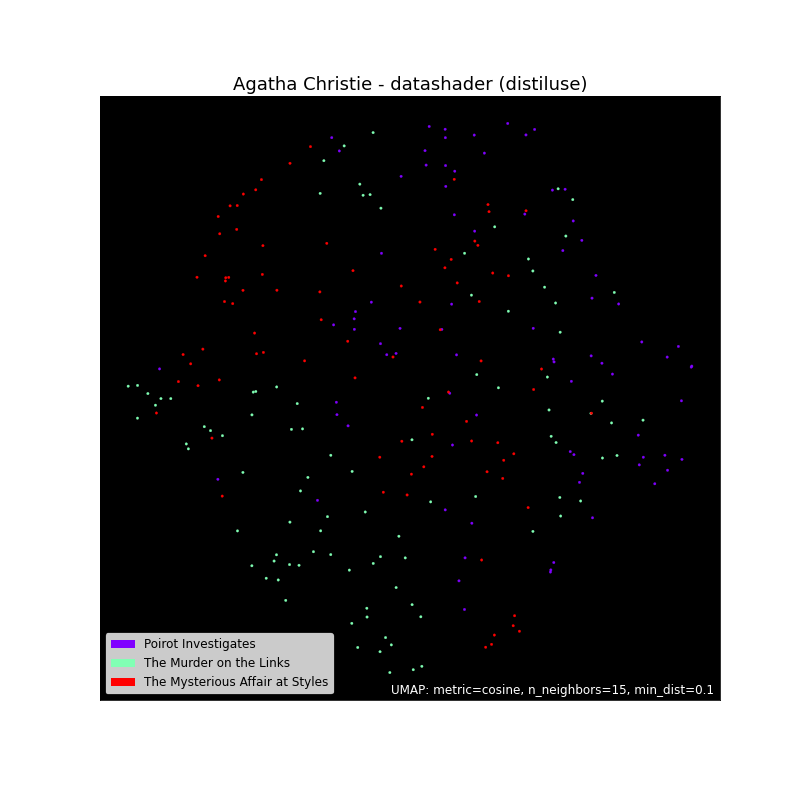 Agatha Christie - datashader (distiluse)
Poirot Investigates
The Murder on the Links
The Mysterious Affair at Styles
UMAP: metric=cosine, n_neighbors=15, min_dist=0.1